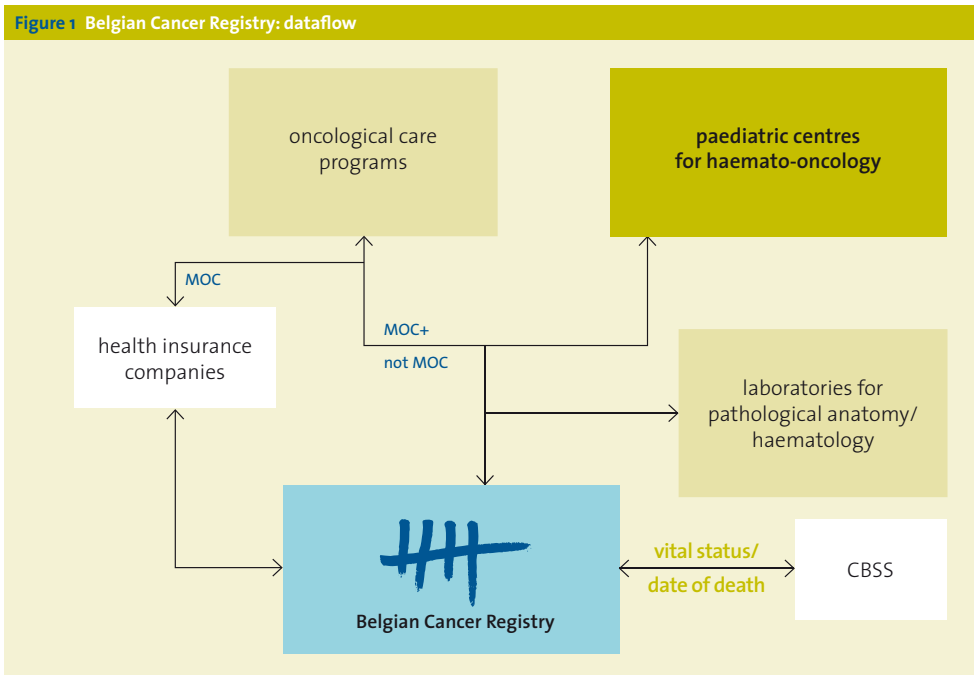 Figure 1 Belgian Cancer Registry: dataflow
oncological care
programs
paediatric centres
for haemato-oncology
MOC
health insurance
companies
MOC+
not MOC
laboratories for
pathological anatomy/
haematology
vital status/
date of death
CBSS
Belgian Cancer Registry